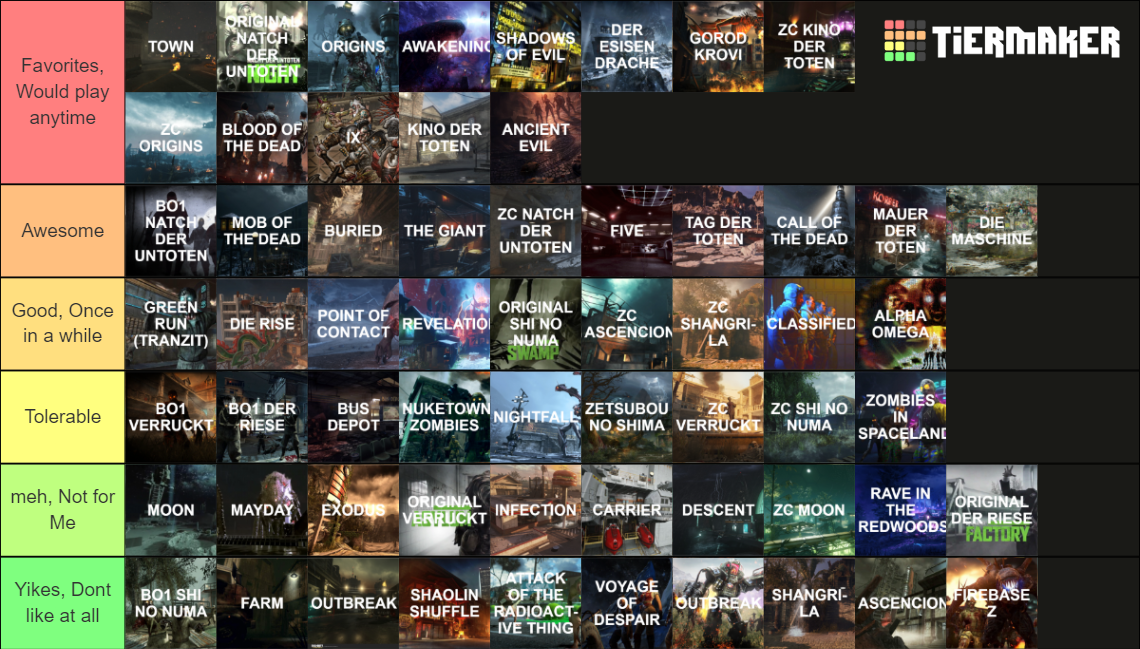 Favorites,
Would play
anytime
TOWN
ORIGINAL
NATCH
DER
UNTOTEN
NIGHT
ORIGINS
AWAKENING
SHADOWS
OF EVIL
DER
ESISEN
DRACHE
GOROD
KROVI
ZC KINO
DER
TOTEN
TiERMAKER
ZC
ORIGINS
BLOOD OF
THE DEAD
IX
KINO DER
TOTEN
ANCIENT
EVIL
Awesome
BO1
NATCH
DER
UNTOTEN
MOB OF
THE DEAD
BURIED
THE GIANT
ZC NATCH
DER
UNTOTEN
FIVE
TAG DER
TOTEN
CALL OF
THE DEAD
MAUER
DER
TOTEN
DIE
MASCHINE
Good, Once
in a while
GREEN
RUN
(TRANZIT)
DIE RISE
POINT OF
CONTACT
REVELATIO
ORIGINAL
SHI NO
NUMA
SWAMP
ZC
ASCENCION
ZC
SHANGRI-
LA
CLASSIFIED
ALPHA
OMEGA
Tolerable
BO1
VERRUCKT
BO1 DER
RIESE
BUS
DEPOT
NUKETOWN
ZOMBIES
NIGHTFALL
ZETSUBOU
NO SHIMA
ZC
VERRUCKT
ZC SHI NO
NUMA
ZOMBIES
IN
SPACELAND
meh, Not for
Me
MOON
MAYDAY
EXODUS
ORIGINAL
VERRUCKT
INFECTION
CARRIER
DESCENT
ZC MOON
RAVE IN
THE
REDWOODS
ORIGINAL
DER RIESE
FACTORY
Yikes, Dont
like at all
BO1 SHI
NO NUMA
FARM
OUTBREAK
SHAOLIN
SHUFFLE
ATTACK
OF THE
RADIOACT-
IVE THING
VOYAGE
OF
DESPAIR
OUTBREAK
SHANGRI-
LA
ASCENCION
FIREBASE
Z